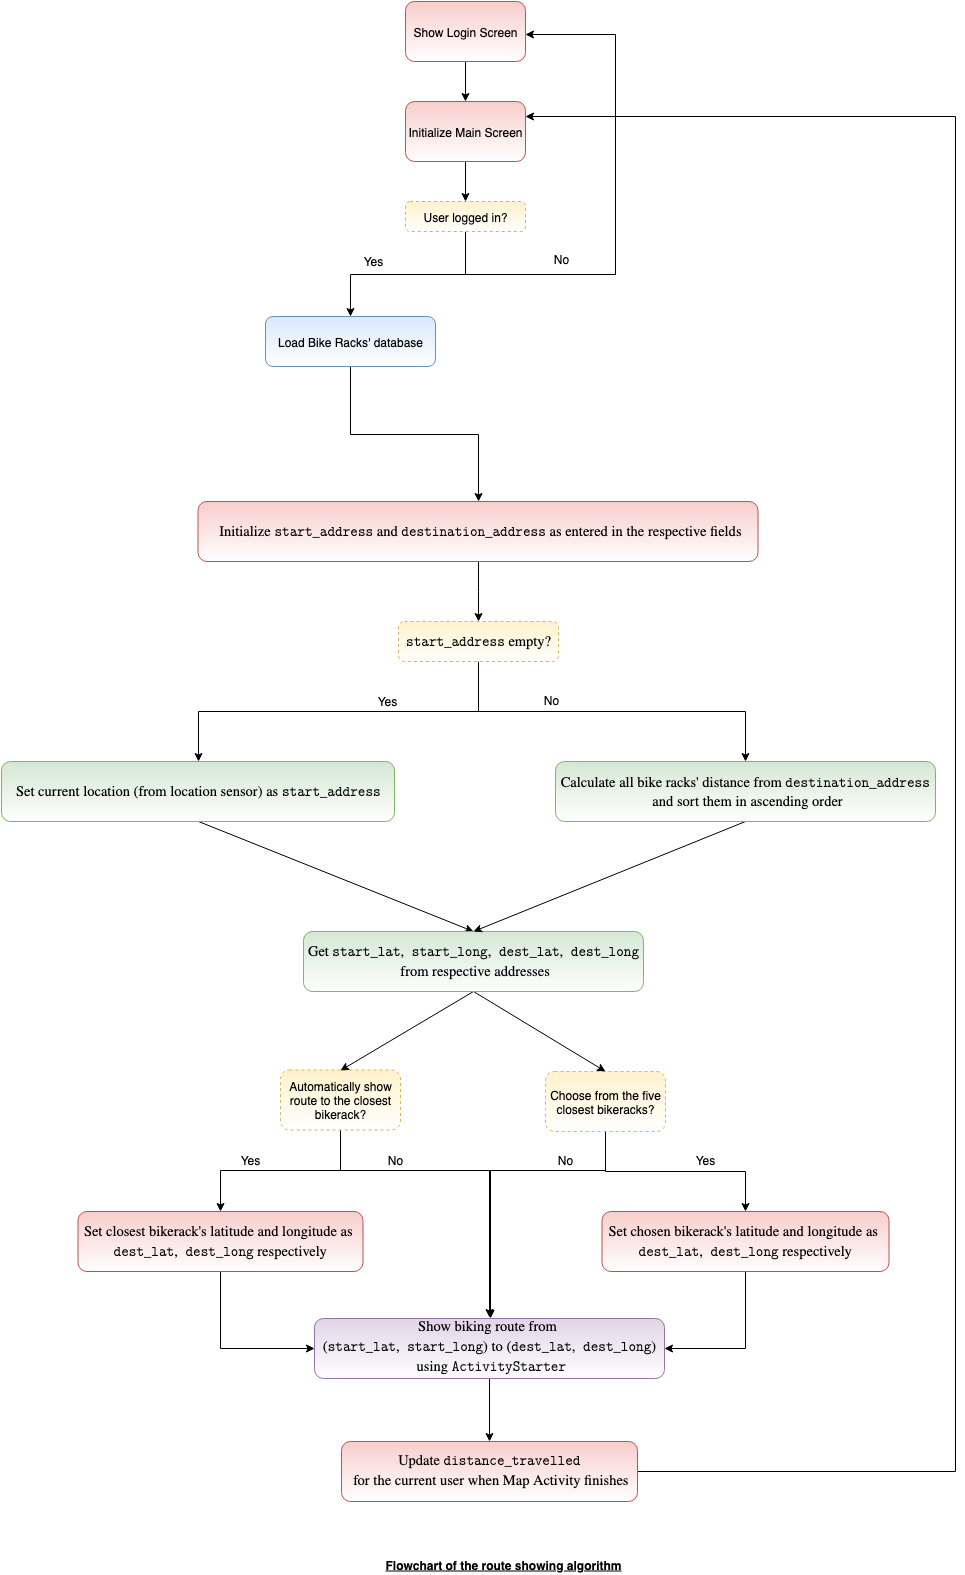 Show Login Screen
Initialize Main Screen
User logged in?
Yes
No
Load Bike Racks' database
Initialize start_address and destination_address as entered in the respective fields
start_address empty?
Yes
No
Set current location (from location sensor) as start_address
Calculate all bike racks' distance from destination_address
and sort them in ascending order
Get start_lat, start_long, dest_lat, dest_long
from respective addresses
Automatically show
route to the closest
bikerack?
Choose from the five
closest bikeracks?
Yes
No
No
Yes
Set closest bikerack's latitude and longitude as
dest_lat, dest_long respectively
Set chosen bikerack's latitude and longitude as
dest_lat, dest_long respectively
Show biking route from
(start_lat, start_long) to (dest_lat, dest_long)
using ActivityStarter
Update distance_travelled
for the current user when Map Activity finishes
Flowchart of the route showing algorithm